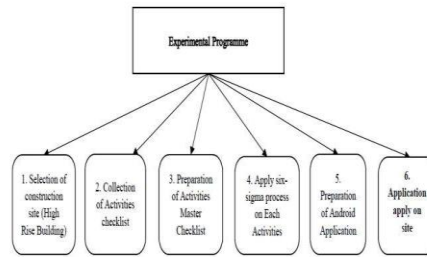 Experimental Programme
1. Selection of
construction
site (High
Rise Building)
2. Collection
of Activities
checklist
3. Preparation
of Activities
Master
Checklist
4. Apply six-
sigma process
on Each
Activities
5.
Preparation
of Android
Application
6.
Application
apply on
site